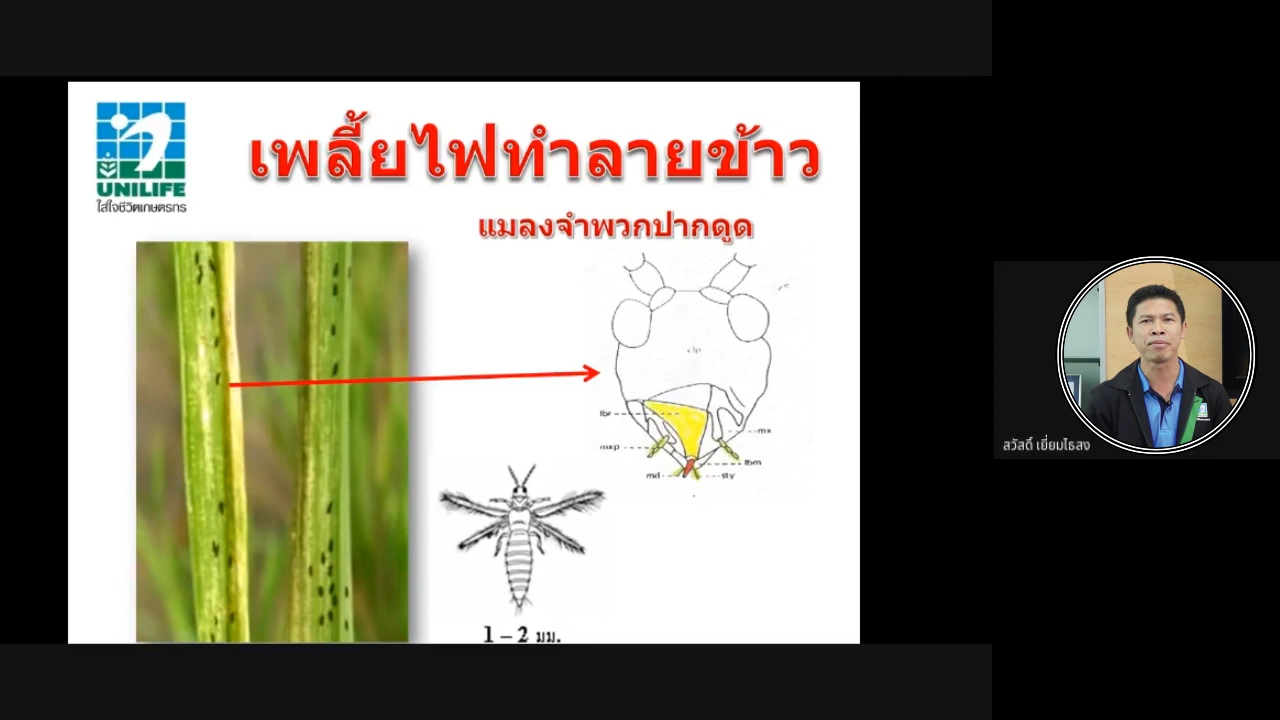 เพลี้ยไฟทำลายข้าว
UNILIFE
ใส่ใจชีวิตเกษตรกร
แมลงจำพวกปากดูด
clp
lbr
mx
mxp
lbm
md
sty
สวัสดิ์ เยี่ยมไธสง
1 – 2 มม.